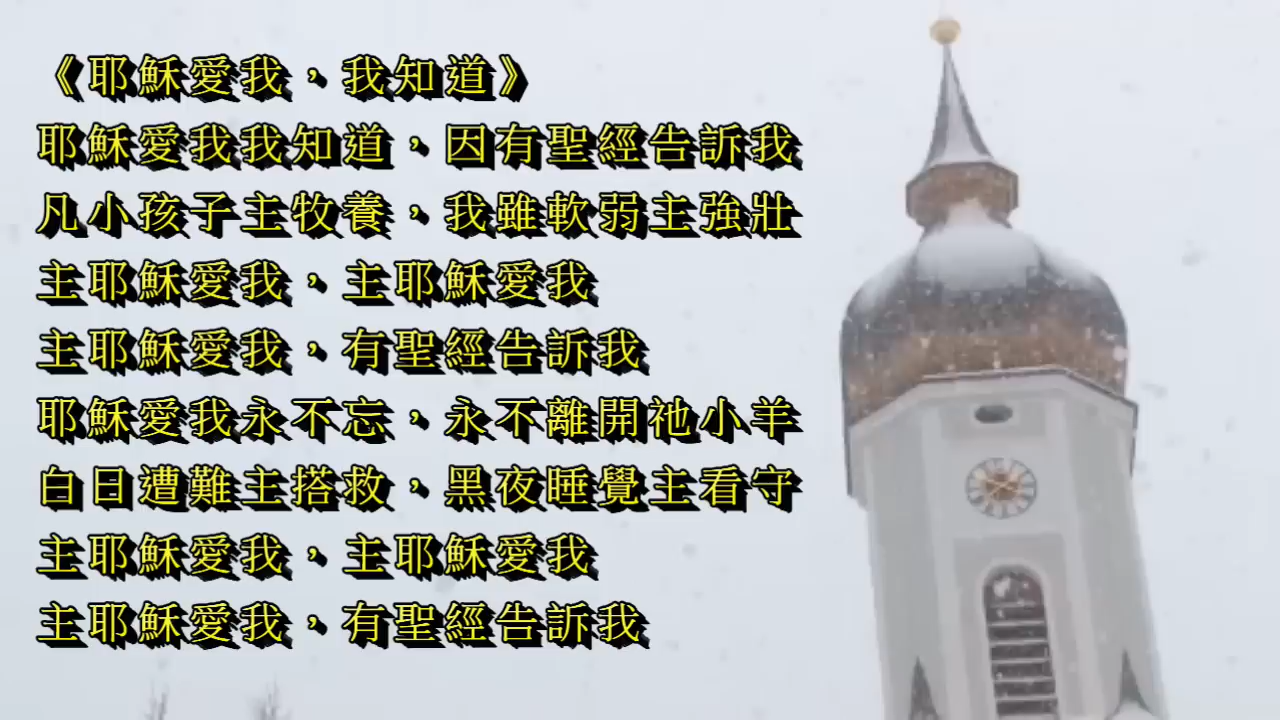 《耶穌愛我，我知道》
耶穌愛我我知道，因有聖經告訴我
凡小孩子主牧養，我雖軟弱主強壯
主耶穌愛我，主耶穌愛我
主耶穌愛我，有聖經告訴我
耶穌愛我永不忘，永不離開祂小羊
白日遭難主搭救，黑夜睡覺主看守
主耶穌愛我，主耶穌愛我
主耶穌愛我，有聖經告訴我